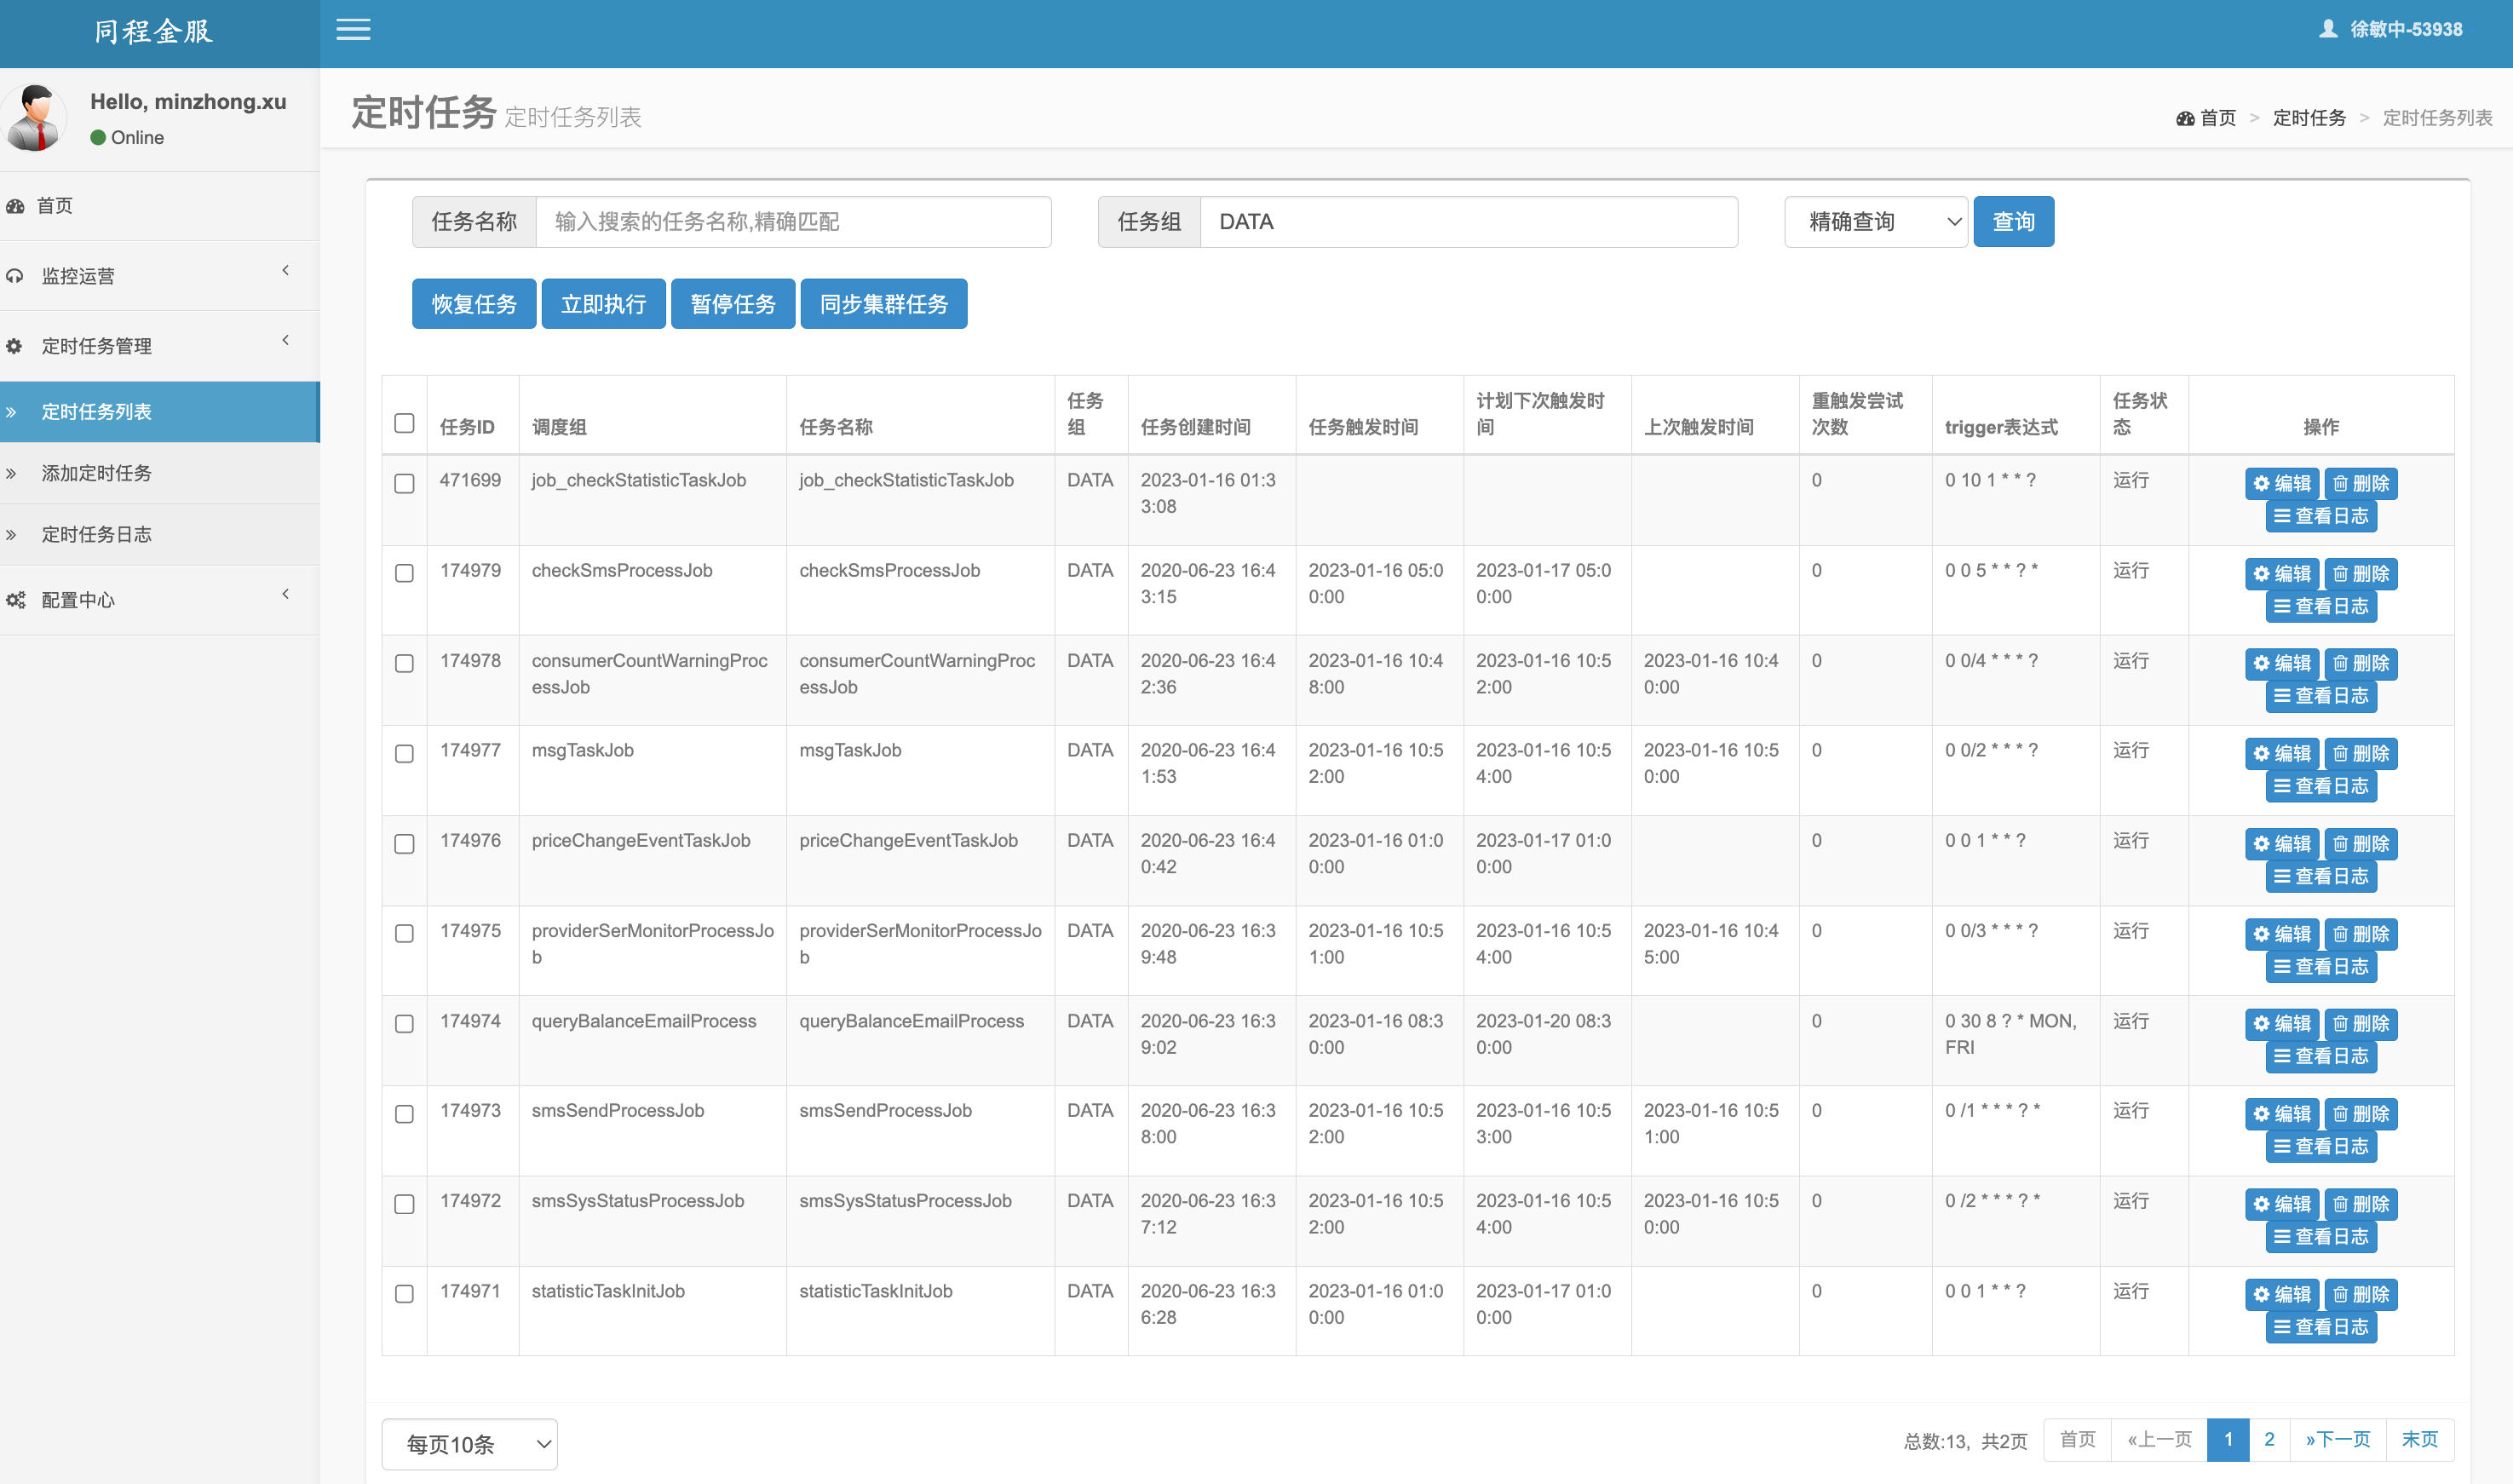 同程金服
徐敏中-53938
Hello, minzhong.xu
Online
首页
监控运营
定时任务管理
定时任务列表
添加定时任务
定时任务日志
配置中心
定时任务 定时任务列表
首页 > 定时任务 > 定时任务列表
任务名称 输入搜索的任务名称,精确匹配 任务组 DATA 精确查询 查询
恢复任务 立即执行 暂停任务 同步集群任务
任务ID 调度组 任务名称 任务组 任务创建时间 任务触发时间 计划下次触发时间 上次触发时间 重触发尝试次数 trigger表达式 任务状态 操作
471699 job_checkStatisticTaskJob job_checkStatisticTaskJob DATA 2023-01-16 01:33:08 0 0 10 1 * * ? 运行 编辑 删除 查看日志
174979 checkSmsProcessJob checkSmsProcessJob DATA 2020-06-23 16:43:15 2023-01-16 05:00:00 2023-01-17 05:00:00 0 0 0 5 * * ? * 运行 编辑 删除 查看日志
174978 consumerCountWarningProcessJob consumerCountWarningProcessJob DATA 2020-06-23 16:42:36 2023-01-16 10:48:00 2023-01-16 10:52:00 2023-01-16 10:40:00 0 0 0/4 * * * ? 运行 编辑 删除 查看日志
174977 msgTaskJob msgTaskJob DATA 2020-06-23 16:41:53 2023-01-16 10:52:00 2023-01-16 10:54:00 2023-01-16 10:50:00 0 0 0/2 * * * ? 运行 编辑 删除 查看日志
174976 priceChangeEventTaskJob priceChangeEventTaskJob DATA 2020-06-23 16:40:42 2023-01-16 01:00:00 2023-01-17 01:00:00 0 0 0 1 * * ? 运行 编辑 删除 查看日志
174975 providerSerMonitorProcessJob providerSerMonitorProcessJob DATA 2020-06-23 16:39:48 2023-01-16 10:51:00 2023-01-16 10:54:00 2023-01-16 10:45:00 0 0 0/3 * * * ? 运行 编辑 删除 查看日志
174974 queryBalanceEmailProcess queryBalanceEmailProcess DATA 2020-06-23 16:39:02 2023-01-16 08:30:00 2023-01-20 08:30:00 0 0 30 8 ? * MON,FRI 运行 编辑 删除 查看日志
174973 smsSendProcessJob smsSendProcessJob DATA 2020-06-23 16:38:00 2023-01-16 10:52:00 2023-01-16 10:53:00 2023-01-16 10:51:00 0 0 /1 * * * ? * 运行 编辑 删除 查看日志
174972 smsSysStatusProcessJob smsSysStatusProcessJob DATA 2020-06-23 16:37:12 2023-01-16 10:52:00 2023-01-16 10:54:00 2023-01-16 10:50:00 0 0 /2 * * * ? * 运行 编辑 删除 查看日志
174971 statisticTaskInitJob statisticTaskInitJob DATA 2020-06-23 16:36:28 2023-01-16 01:00:00 2023-01-17 01:00:00 0 0 0 1 * * ? 运行 编辑 删除 查看日志
每页10条 总数:13, 共2页 首页 «上一页 1 2 »下一页 末页